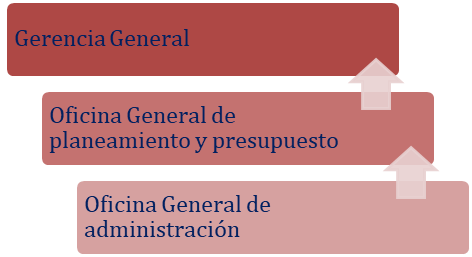 Gerencia General
Oficina General de
planeamiento y presupuesto
Oficina General de
administración